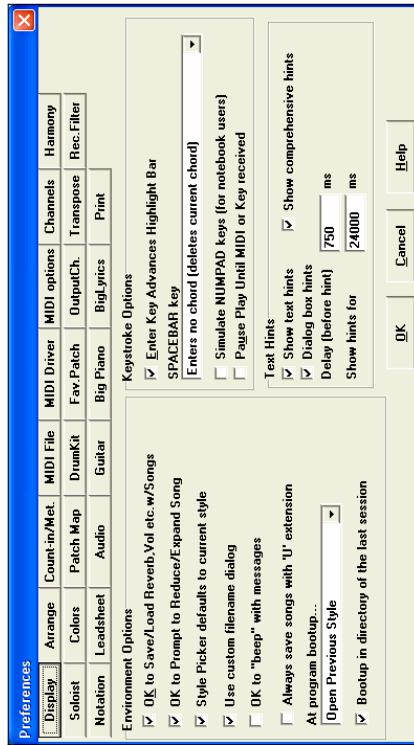 Preferences
Display Arrange Count-in/Met. MIDI File MIDI Driver MIDI options Channels Harmony
Soloist Colors Patch Map DrumKit Fav.Patch OutputCh. Transpose Rec.Filter
Notation Leadsheet Audio Guitar Big Piano BigLyrics Print
Environment Options
OK to Save/Load Reverb,Vol etc. w/Songs
OK to Prompt to Reduce/Expand Song
Style Picker defaults to current style
Use custom filename dialog
OK to "beep" with messages
Always save songs with 'U' extension
At program bootup...
Open Previous Style
Bootup in directory of the last session
Keystroke Options
Enter Key Advances Highlight Bar
SPACEBAR key
Enters no chord (deletes current chord)
Simulate NUMPAD keys (for notebook users)
Pause Play Until MIDI or Key received
Text Hints
Show text hints Show comprehensive hints
Dialog box hints
Delay (before hint) 750 ms
Show hints for 24000 ms
OK Cancel Help